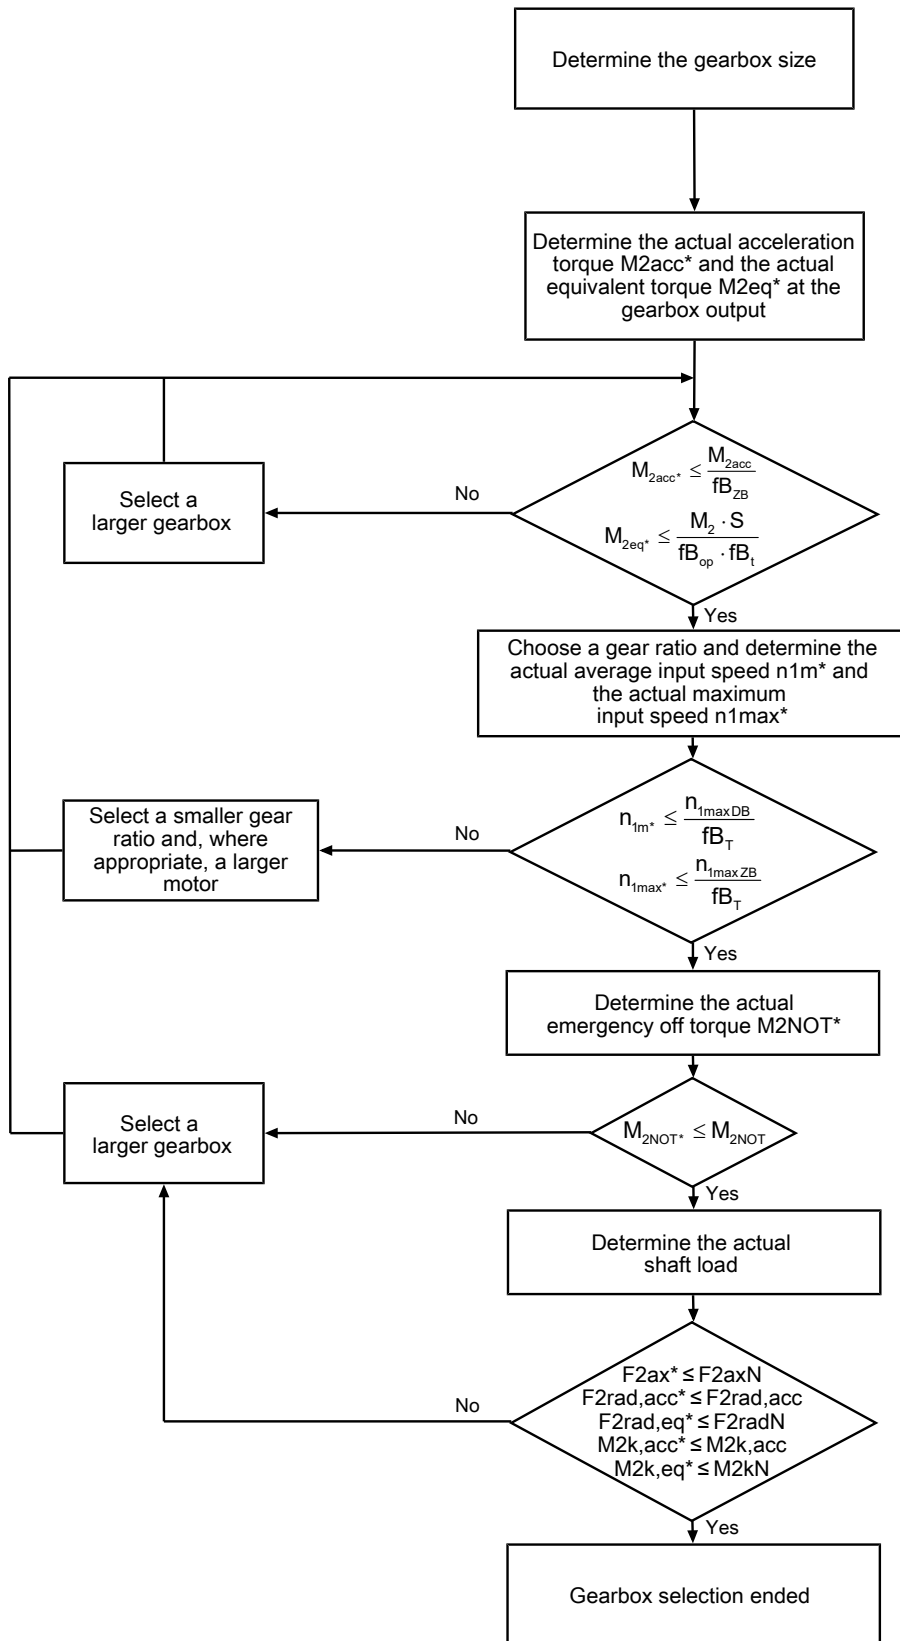 Determine the gearbox size
Determine the actual acceleration
torque M2acc* and the actual
equivalent torque M2eq* at the
gearbox output
M2acc* ≤ M2acc / fBZB
M2eq* ≤ M2 · S / fBop · fBt
No
Select a
larger gearbox
Yes
Choose a gear ratio and determine the
actual average input speed n1m* and
the actual maximum
input speed n1max*
n1m* ≤ n1maxDB / fBT
n1max* ≤ n1maxZB / fBT
No
Select a smaller gear
ratio and, where
appropriate, a larger
motor
Yes
Determine the actual
emergency off torque M2NOT*
M2NOT* ≤ M2NOT
No
Select a
larger gearbox
Yes
Determine the actual
shaft load
F2ax* ≤ F2axN
F2rad,acc* ≤ F2rad,acc
F2rad,eq* ≤ F2radN
M2k,acc* ≤ M2k,acc
M2k,eq* ≤ M2kN
No
Yes
Gearbox selection ended